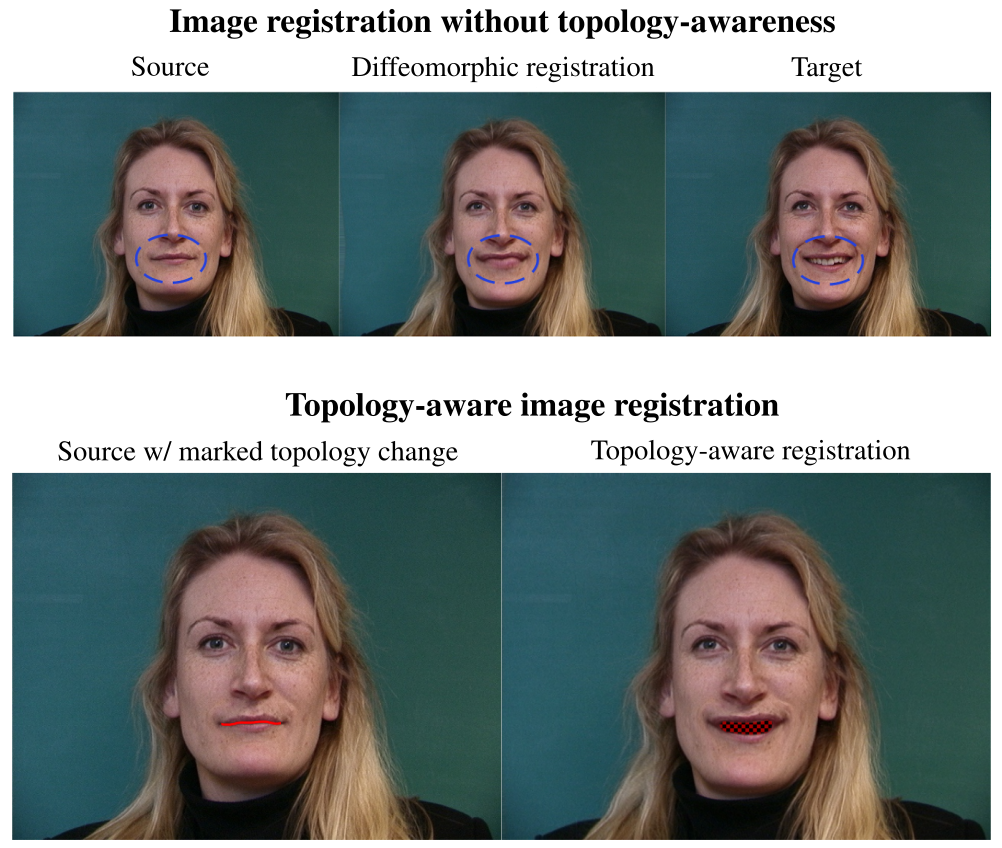 Image registration without topology-awareness
Source
Diffeomorphic registration
Target
Topology-aware image registration
Source w/ marked topology change
Topology-aware registration